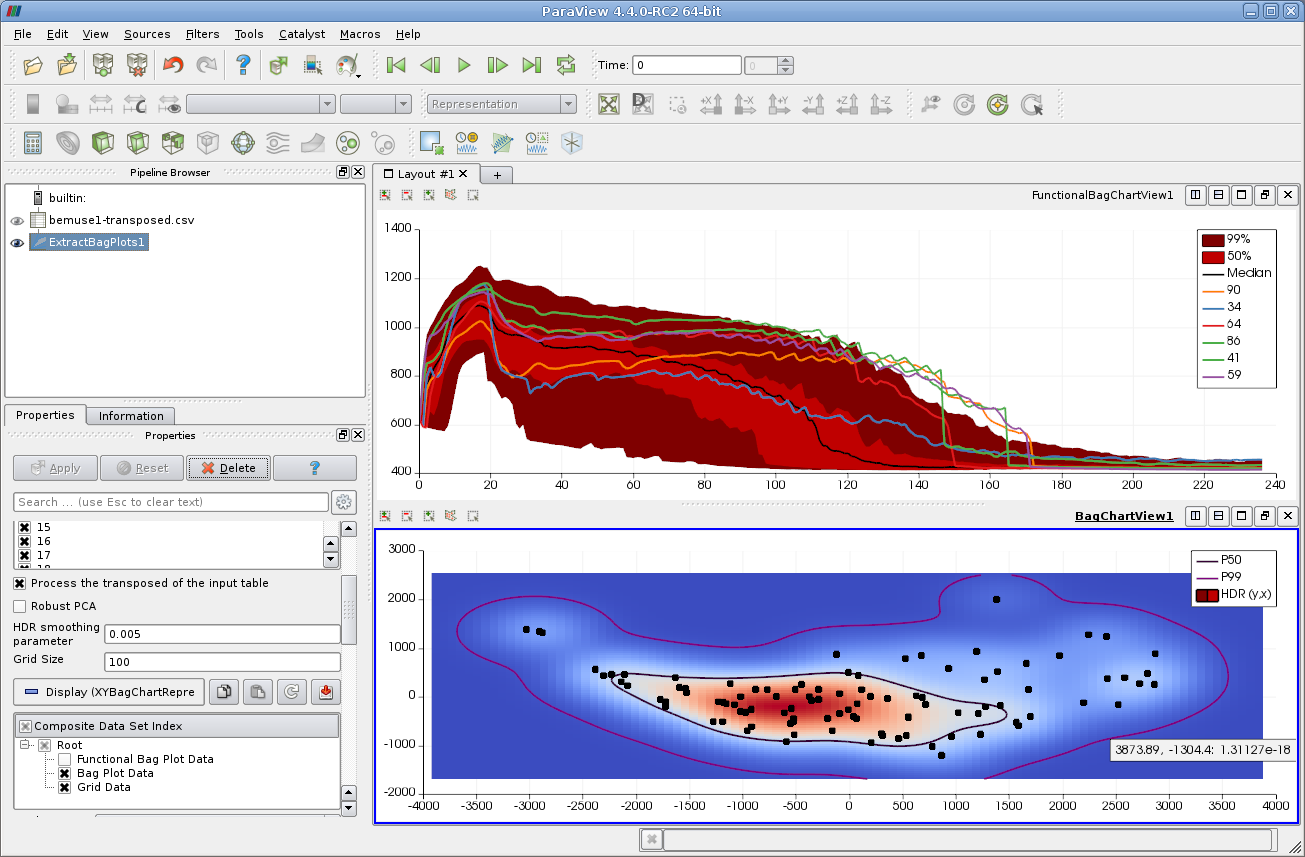 ParaView 4.4.0-RC2 64-bit
File Edit View Sources Filters Tools Catalyst Macros Help
Time: 0 0
Representation
+X -X +Y -Y +Z -Z
Pipeline Browser
builtin:
bemuse1-transposed.csv
ExtractBagPlots1
Properties Information
Properties
Apply Reset Delete ?
Search ... (use Esc to clear text)
15
16
17
18
Process the transposed of the input table
Robust PCA
HDR smoothing
parameter
0.005
Grid Size 100
Display (XYBagChartRepre
Composite Data Set Index
Root
Functional Bag Plot Data
Bag Plot Data
Grid Data
Layout #1 +
FunctionalBagChartView1
1400
1200
1000
800
600
400
0 20 40 60 80 100 120 140 160 180 200 220 240
99%
50%
Median
90
34
64
86
41
59
BagChartView1
3000
2000
1000
0
-1000
-2000
-4000 -3500 -3000 -2500 -2000 -1500 -1000 -500 0 500 1000 1500 2000 2500 3000 3500 4000
P50
P99
HDR (y,x)
3873.89, -1304.4: 1.31127e-18